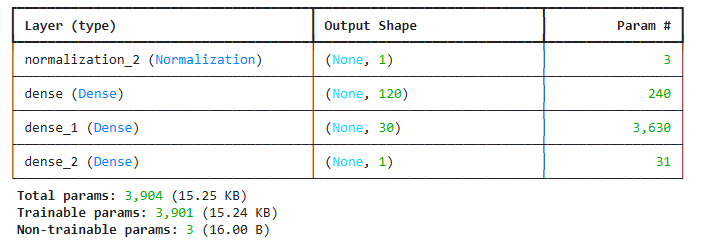 Layer (type) Output Shape Param #
normalization_2 (Normalization) (None, 1) 3
dense (Dense) (None, 120) 240
dense_1 (Dense) (None, 30) 3,630
dense_2 (Dense) (None, 1) 31
Total params: 3,904 (15.25 KB)
Trainable params: 3,901 (15.24 KB)
Non-trainable params: 3 (16.00 B)